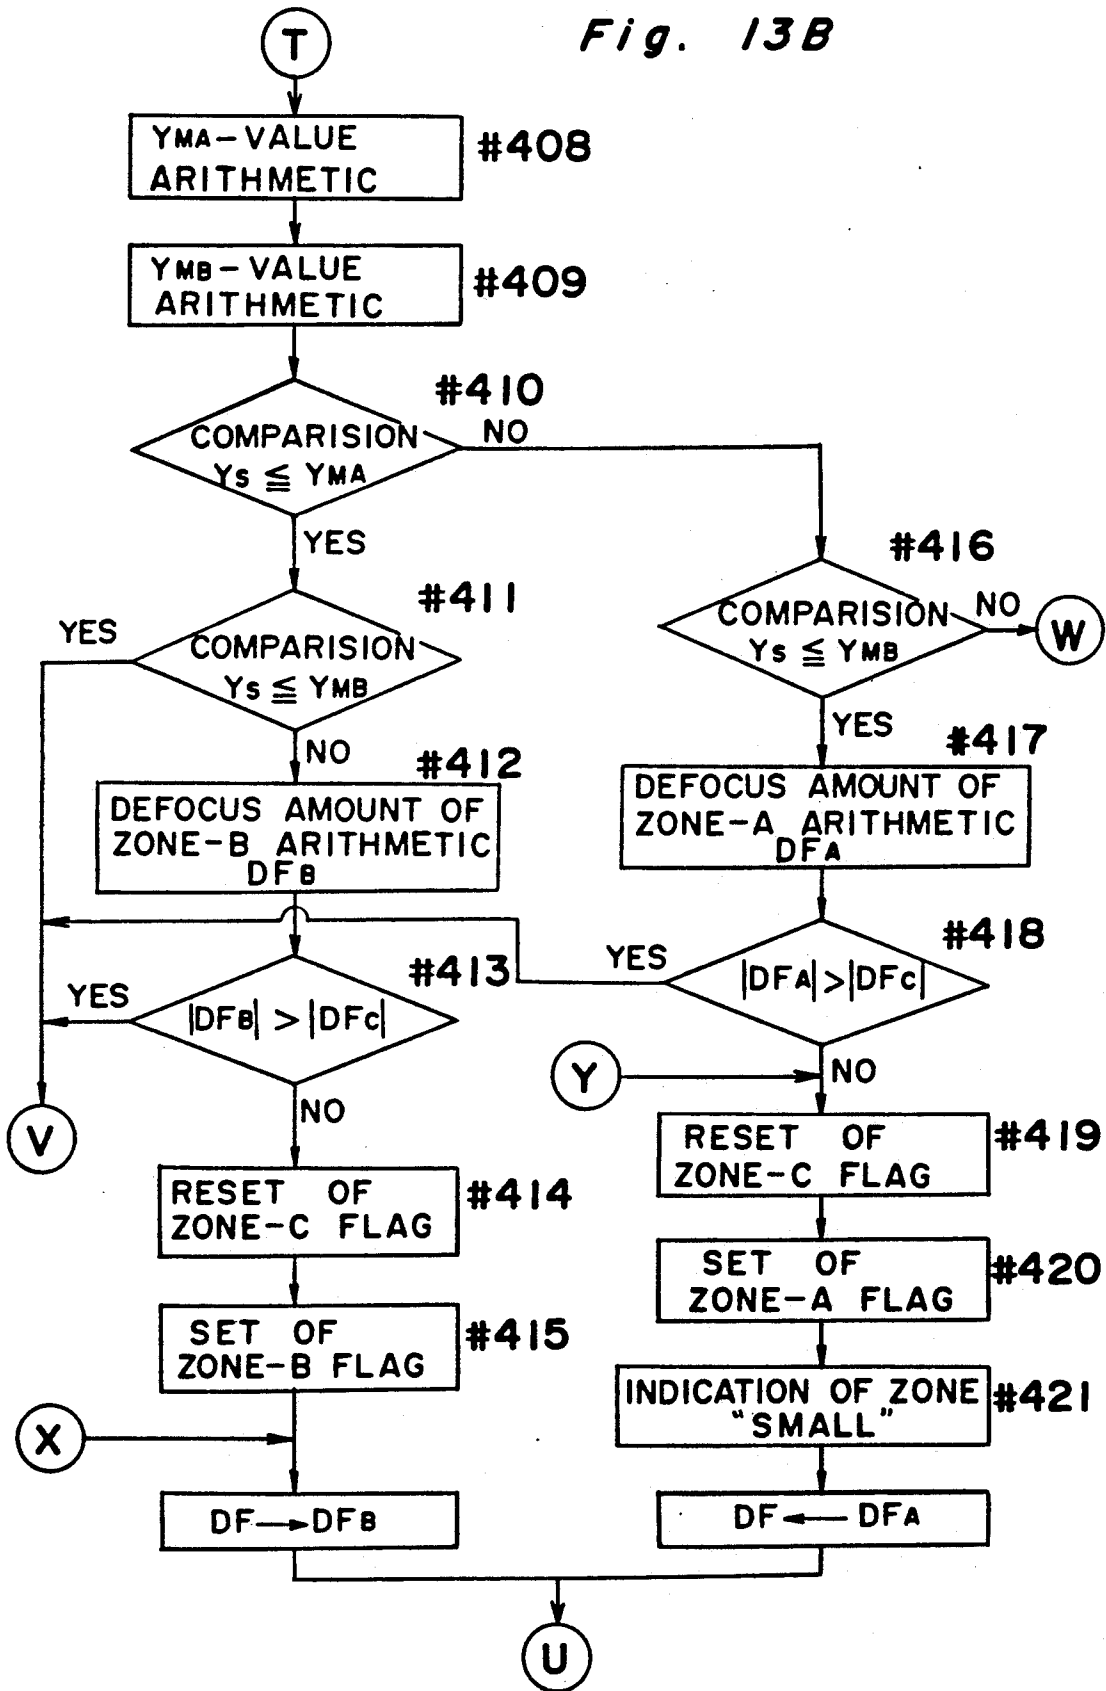 Fig. 13B
T
YMA-VALUE
ARITHMETIC
#408
YMB-VALUE
ARITHMETIC
#409
#410
COMPARISION
YS ≦ YMA
NO
YES
#411
COMPARISION
YS ≦ YMB
YES
NO
#412
DEFOCUS AMOUNT OF
ZONE-B ARITHMETIC
DFB
#413
|DFB| > |DFC|
YES
V
NO
RESET OF
ZONE-C FLAG
#414
SET OF
ZONE-B FLAG
#415
X
DF→DFB
#416
COMPARISION
YS ≦ YMB
NO
W
YES
#417
DEFOCUS AMOUNT OF
ZONE-A ARITHMETIC
DFA
#418
|DFA|>|DFC|
YES
NO
Y
RESET OF
ZONE-C FLAG
#419
SET OF
ZONE-A FLAG
#420
INDICATION OF ZONE
"SMALL"
#421
DF←DFA
U